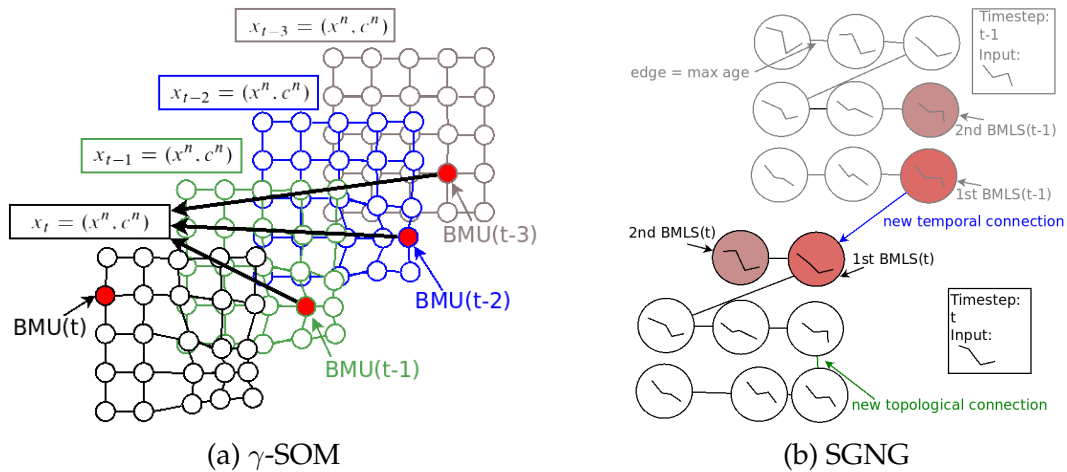 x_{t−3} = (x^n, c^n)
x_{t−2} = (x^n, c^n)
x_{t−1} = (x^n, c^n)
x_t = (x^n, c^n)
BMU(t-3)
BMU(t-2)
BMU(t)
BMU(t-1)
(a) γ-SOM
Timestep:
t-1
Input:
edge = max age
2nd BMLS(t-1)
1st BMLS(t-1)
new temporal connection
2nd BMLS(t)
1st BMLS(t)
Timestep:
t
Input:
new topological connection
(b) SGNG